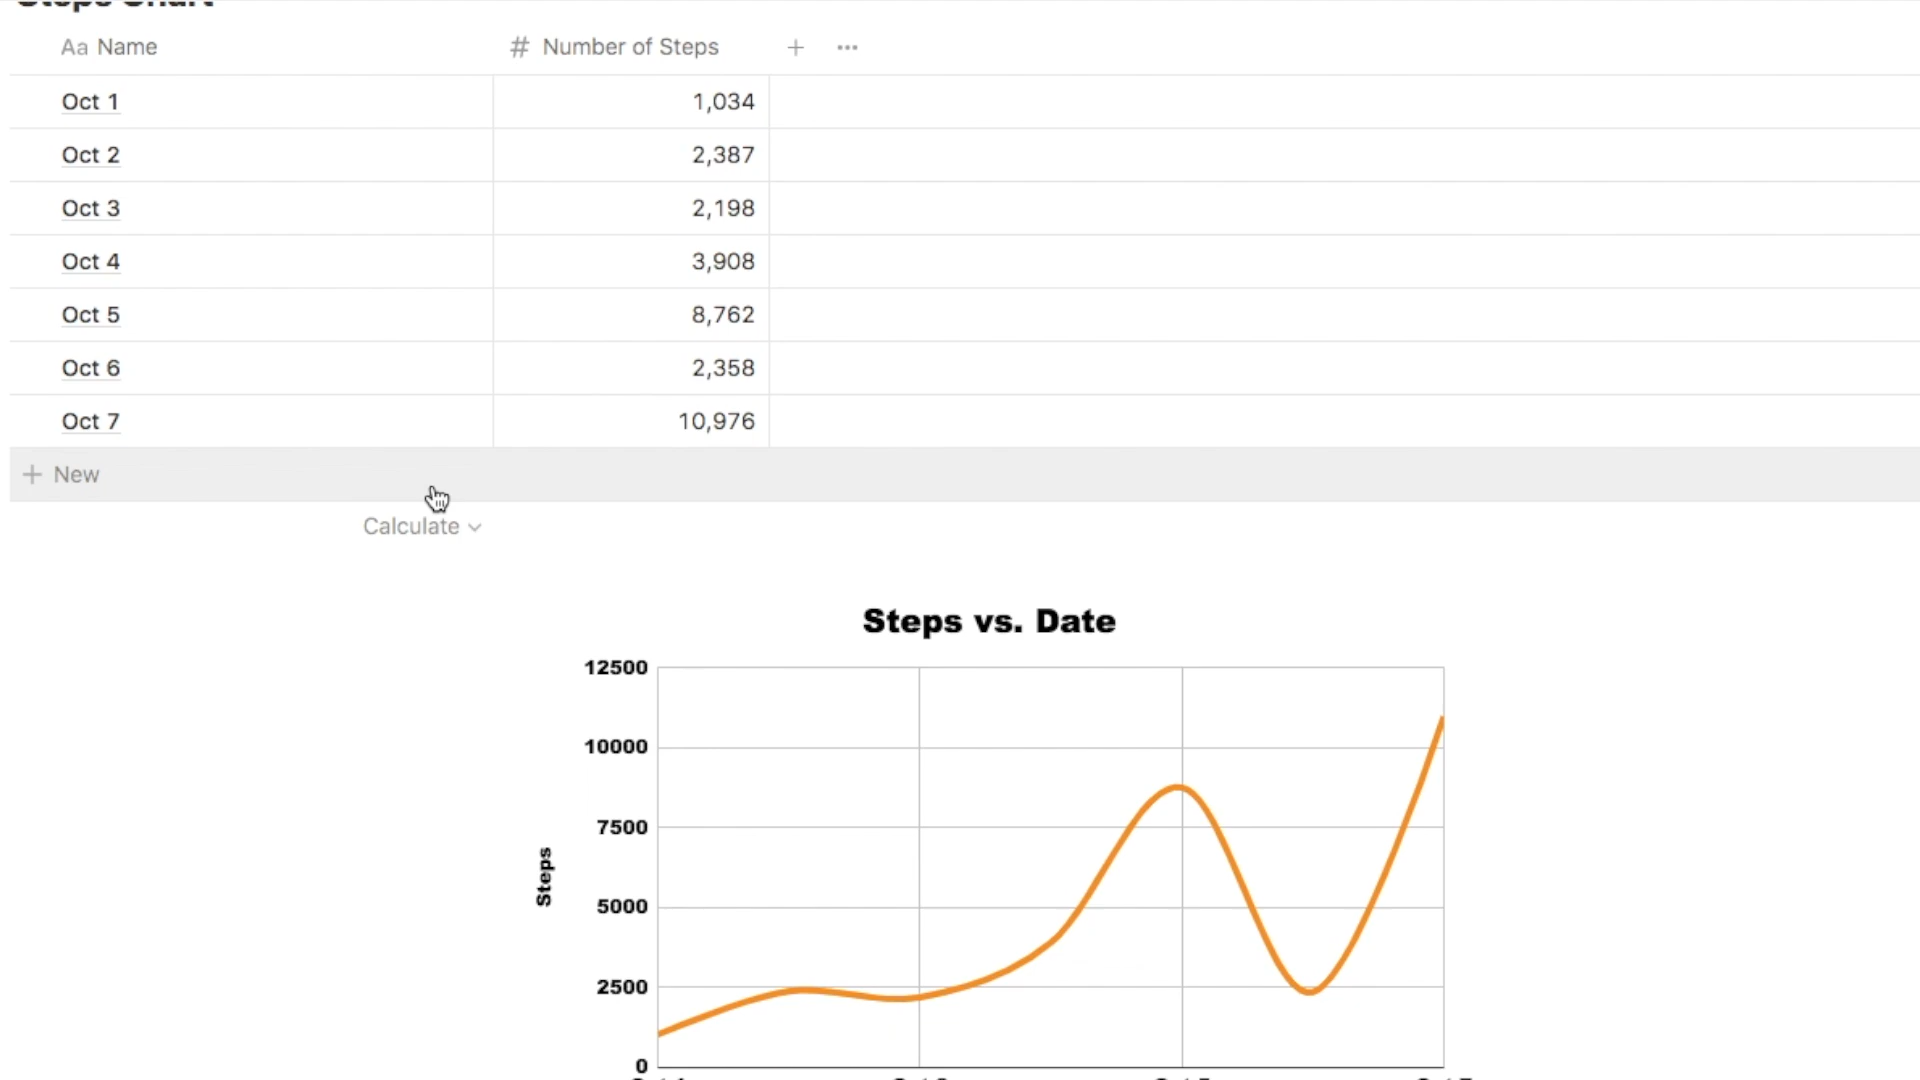 Steps Chart
Aa Name # Number of Steps + •••
Oct 1 1,034
Oct 2 2,387
Oct 3 2,198
Oct 4 3,908
Oct 5 8,762
Oct 6 2,358
Oct 7 10,976
+ New
Calculate
Steps vs. Date
12500
10000
7500
5000
2500
0
Steps